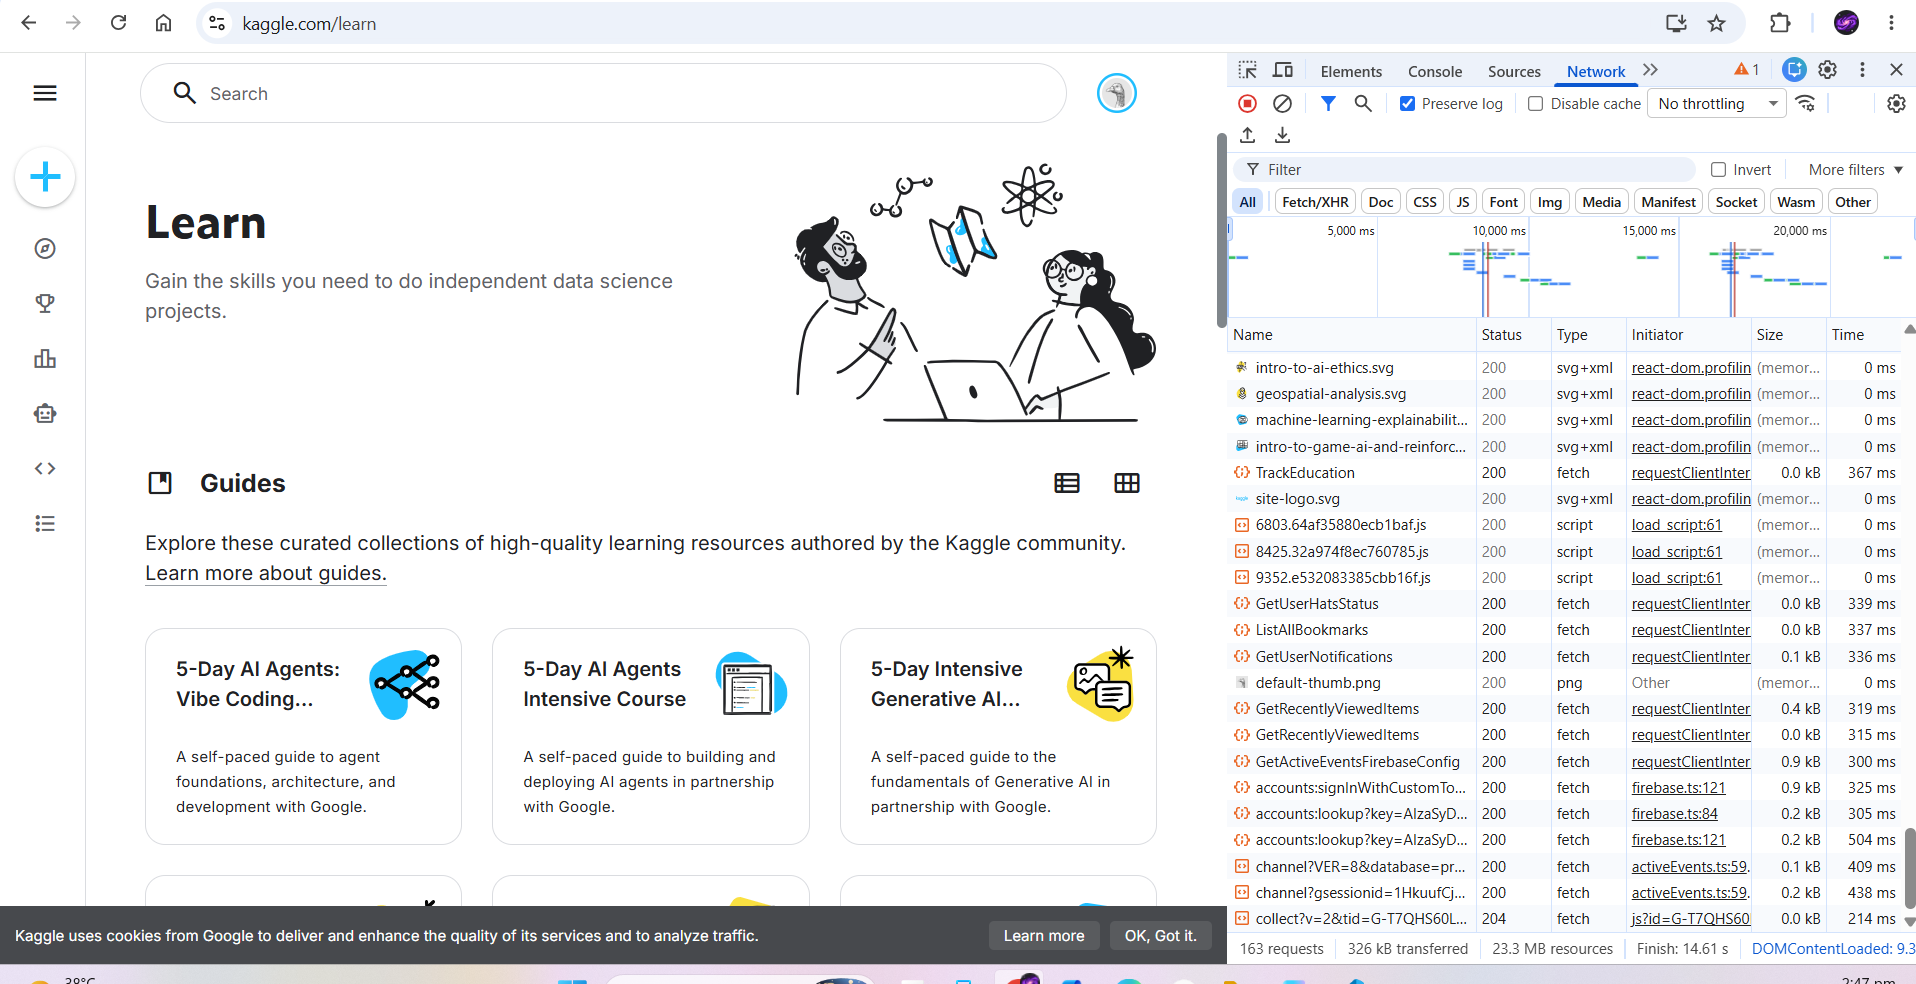 kaggle.com/learn
Search
Learn
Gain the skills you need to do independent data science
projects.
Guides
Explore these curated collections of high-quality learning resources authored by the Kaggle community.
Learn more about guides.
5-Day AI Agents:
Vibe Coding...
A self-paced guide to agent
foundations, architecture, and
development with Google.
5-Day AI Agents
Intensive Course
A self-paced guide to building and
deploying AI agents in partnership
with Google.
5-Day Intensive
Generative AI...
A self-paced guide to the
fundamentals of Generative AI in
partnership with Google.
Kaggle uses cookies from Google to deliver and enhance the quality of its services and to analyze traffic.
Learn more
OK, Got it.
Elements Console Sources Network 1
Preserve log Disable cache No throttling
Filter Invert More filters
All Fetch/XHR Doc CSS JS Font Img Media Manifest Socket Wasm Other
5,000 ms 10,000 ms 15,000 ms 20,000 ms
Name Status Type Initiator Size Time
intro-to-ai-ethics.svg 200 svg+xml react-dom.profilin (memor... 0 ms
geospatial-analysis.svg 200 svg+xml react-dom.profilin (memor... 0 ms
machine-learning-explainabilit... 200 svg+xml react-dom.profilin (memor... 0 ms
intro-to-game-ai-and-reinforc... 200 svg+xml react-dom.profilin (memor... 0 ms
TrackEducation 200 fetch requestClientInter 0.0 kB 367 ms
site-logo.svg 200 svg+xml react-dom.profilin (memor... 0 ms
6803.64af35880ecb1baf.js 200 script load_script:61 (memor... 0 ms
8425.32a974f8ec760785.js 200 script load_script:61 (memor... 0 ms
9352.e532083385cbb16f.js 200 script load_script:61 (memor... 0 ms
GetUserHatsStatus 200 fetch requestClientInter 0.0 kB 339 ms
ListAllBookmarks 200 fetch requestClientInter 0.0 kB 337 ms
GetUserNotifications 200 fetch requestClientInter 0.1 kB 336 ms
default-thumb.png 200 png Other (memor... 0 ms
GetRecentlyViewedItems 200 fetch requestClientInter 0.4 kB 319 ms
GetRecentlyViewedItems 200 fetch requestClientInter 0.0 kB 315 ms
GetActiveEventsFirebaseConfig 200 fetch requestClientInter 0.9 kB 300 ms
accounts:signInWithCustomTo... 200 fetch firebase.ts:121 0.9 kB 325 ms
accounts:lookup?key=AIzaSyD... 200 fetch firebase.ts:84 0.2 kB 305 ms
accounts:lookup?key=AIzaSyD... 200 fetch firebase.ts:121 0.2 kB 504 ms
channel?VER=8&database=pr... 200 fetch activeEvents.ts:59. 0.1 kB 409 ms
channel?gsessionid=1HkuufCj... 200 fetch activeEvents.ts:59. 0.2 kB 438 ms
collect?v=2&tid=G-T7QHS60L... 204 fetch js?id=G-T7QHS60 0.0 kB 214 ms
163 requests 326 kB transferred 23.3 MB resources Finish: 14.61 s DOMContentLoaded: 9.3
38°C
2:47 pm